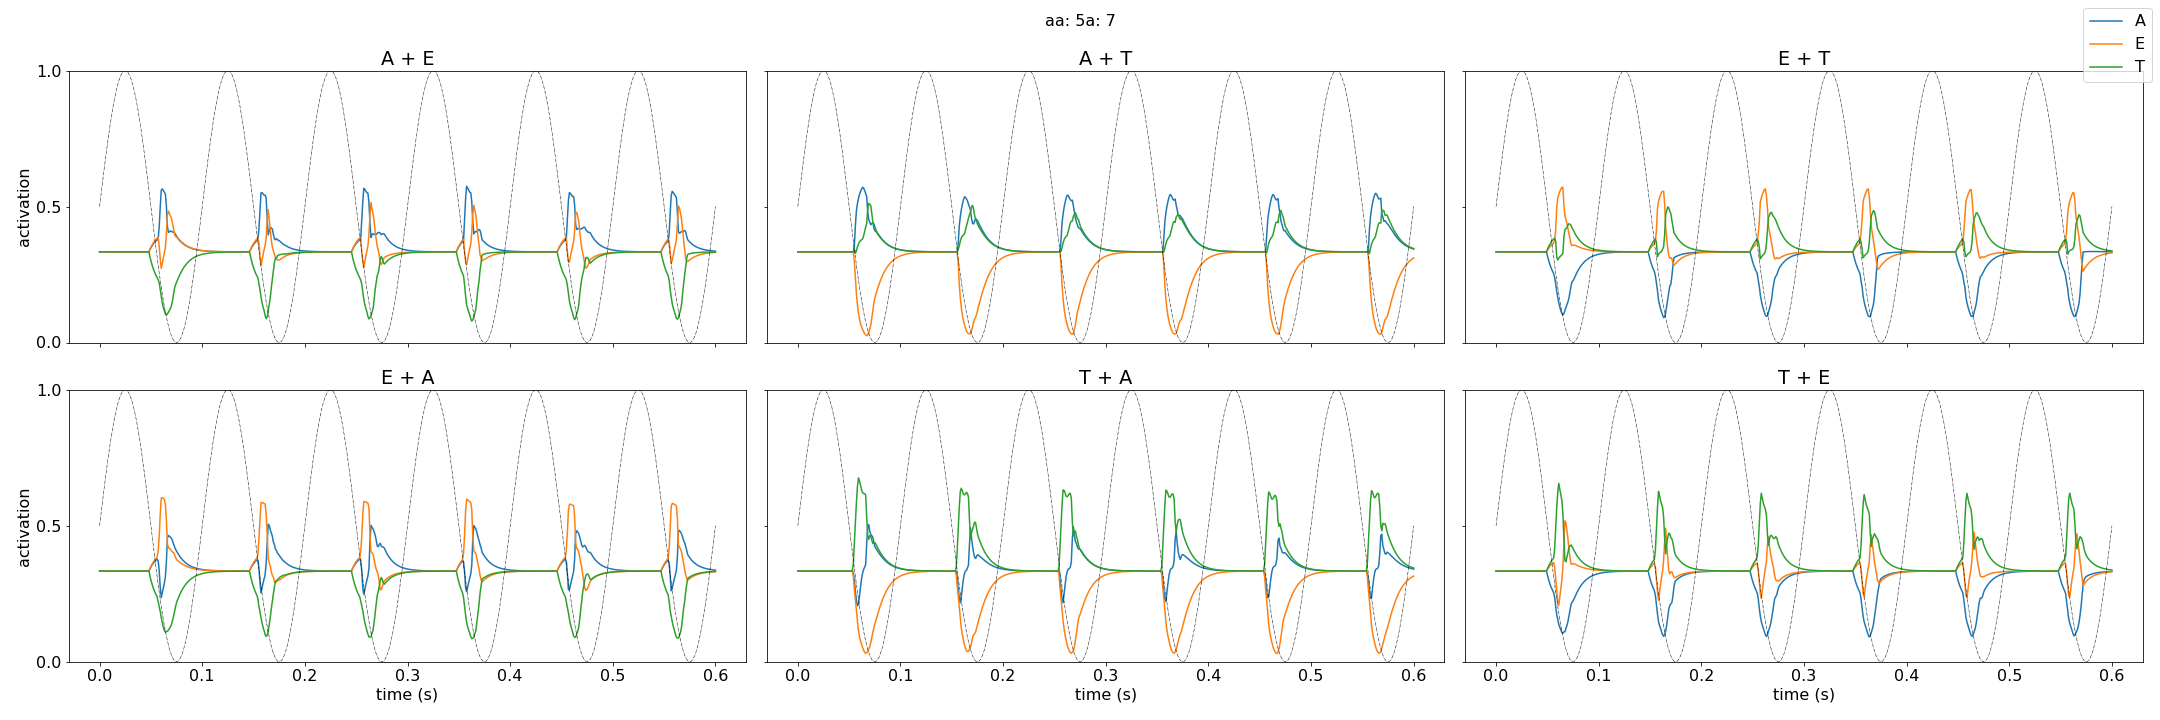 aa: 5a: 7
A
E
T
A + E
A + T
E + T
1.0
0.5
0.0
activation
E + A
T + A
T + E
1.0
0.5
0.0
activation
0.0 0.1 0.2 0.3 0.4 0.5 0.6
0.0 0.1 0.2 0.3 0.4 0.5 0.6
0.0 0.1 0.2 0.3 0.4 0.5 0.6
time (s)
time (s)
time (s)